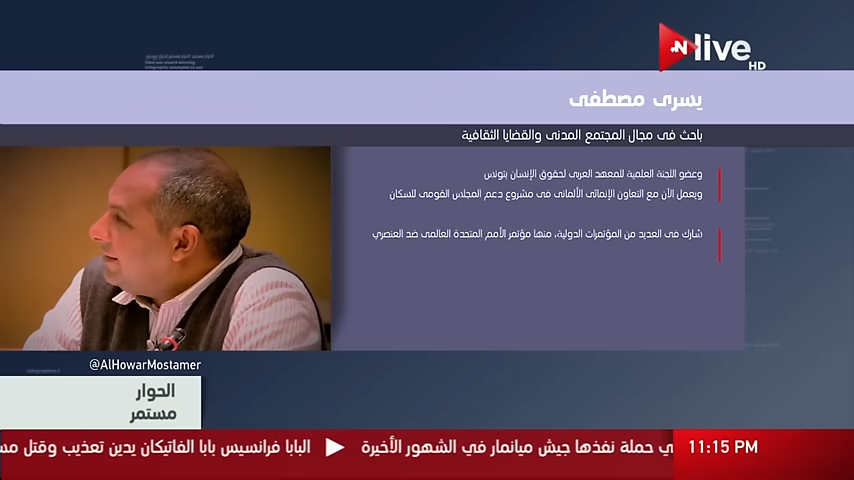 live
HD
يسرى مصطفى
باحث فى مجال المجتمع المدنى والقضايا الثقافية
وعضو اللجنة العلمية للمعهد العربى لحقوق الإنسان بتونس
ويعمل الآن مع التعاون الإنمائى الألمانى فى مشروع دعم المجلس القومى للسكان
شارك فى العديد من المؤتمرات الدولية، منها مؤتمر الأمم المتحدة العالمى ضد العنصري
@AlHowarMostamer
الحوار
مستمر
11:15 PM
ي حملة نفذها جيش ميانمار في الشهور الأخيرة
البابا فرانسيس بابا الفاتيكان يدين تعذيب وقتل مس